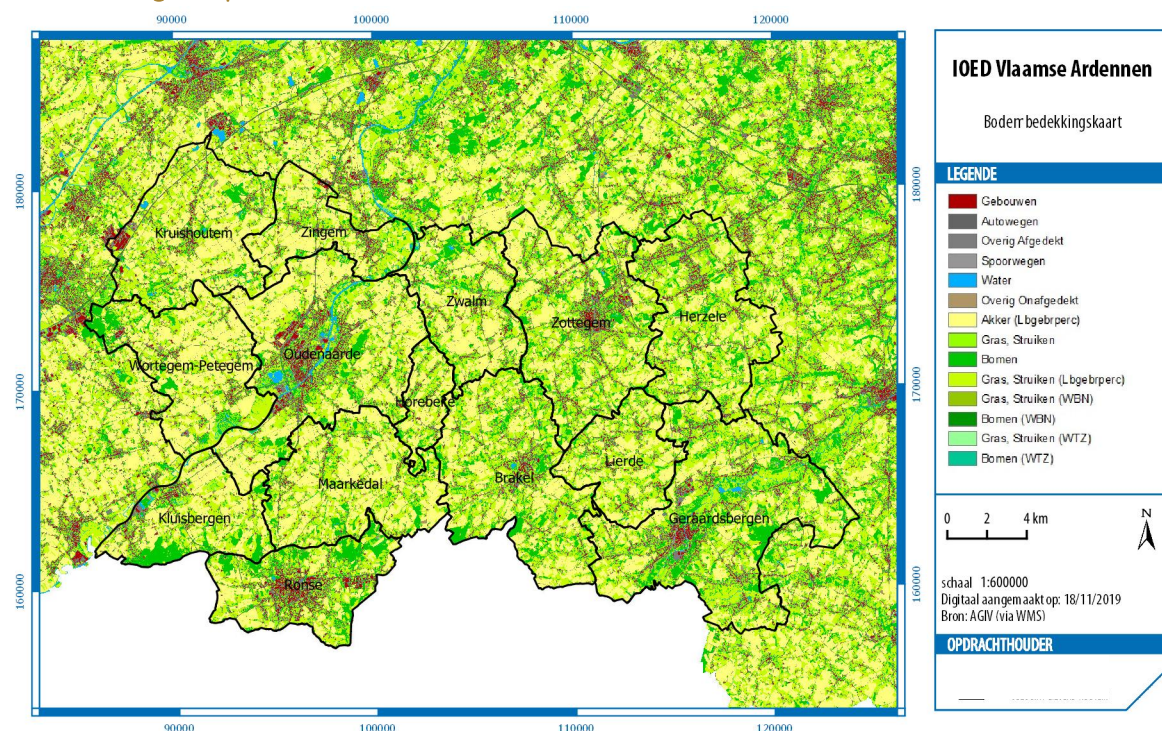 90000
100000
110000
120000
180000
170000
160000
180000
170000
160000
90000
100000
110000
120000
Kruishoutem
Zingem
Zwalm
Zottegem
Herzele
Oudenaarde
Wortegem-Petegem
Horebeke
Lierde
Maarkedal
Brakel
Kluisbergen
Geraardsbergen
Ronse
IOED Vlaamse Ardennen
Bodembedekkingskaart
LEGENDE
Gebouwen
Autowegen
Overig Afgedekt
Spoorwegen
Water
Overig Onafgedekt
Akker (Lbgebrperc)
Gras, Struiken
Bomen
Gras, Struiken (Lbgebrperc)
Gras, Struiken (WBN)
Bomen (WBN)
Gras, Struiken (WTZ)
Bomen (WTZ)
0 2 4 km
N
schaal 1:600000
Digitaal aangemaakt op: 18/11/2019
Bron: AGIV (via WMS)
OPDRACHTHOUDER